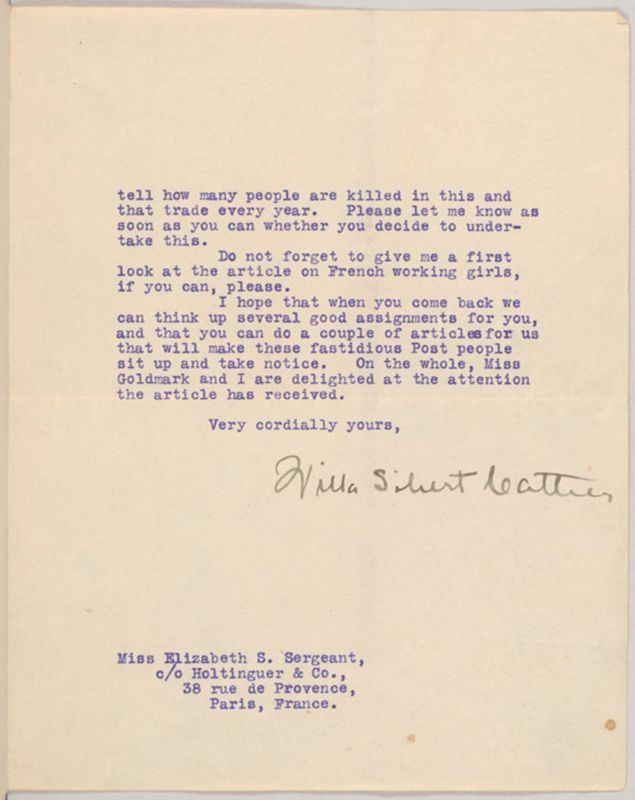 tell how many people are killed in this and
that trade every year. Please let me know as
soon as you can whether you decide to under-
take this.
Do not forget to give me a first
look at the article on French working girls,
if you can, please.
I hope that when you come back we
can think up several good assignments for you,
and that you can do a couple of articles for us
that will make these fastidious Post people
sit up and take notice. On the whole, Miss
Goldmark and I are delighted at the attention
the article has received.
Very cordially yours,
Willa Sibert Cather
Miss Elizabeth S. Sergeant,
c/o Holtinguer & Co.,
38 rue de Provence,
Paris, France.